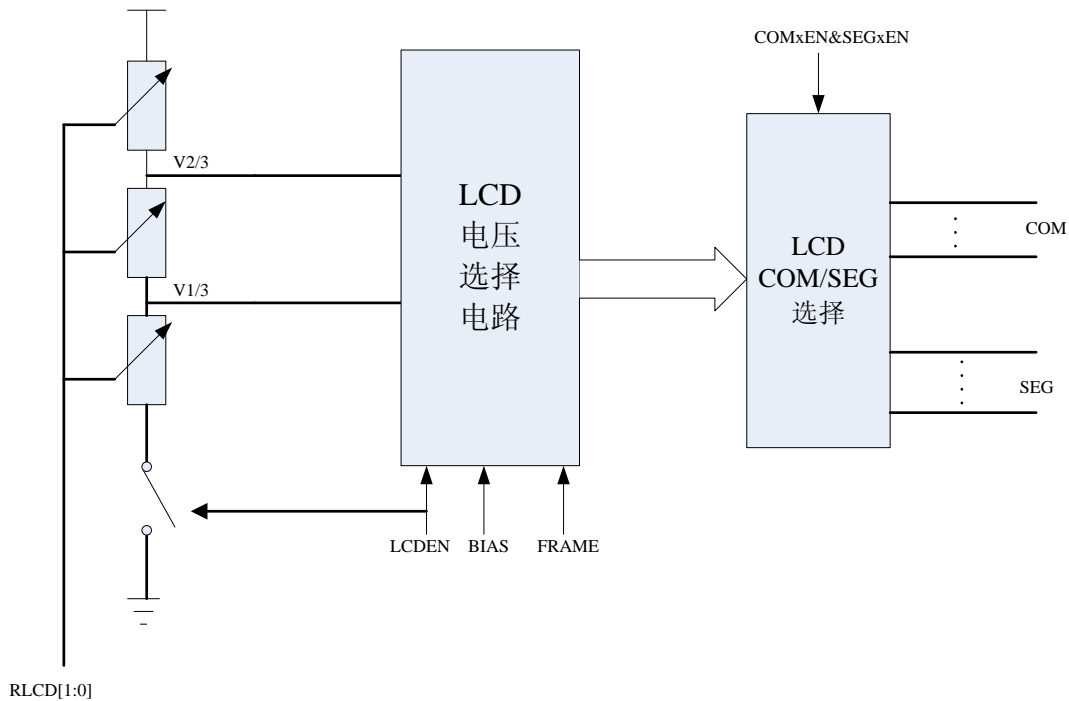 COMxEN&SEGxEN
V2/3
LCD
电压
选择
电路
COM
LCD
COM/SEG
选择
V1/3
SEG
LCDEN
BIAS
FRAME
RLCD[1:0]